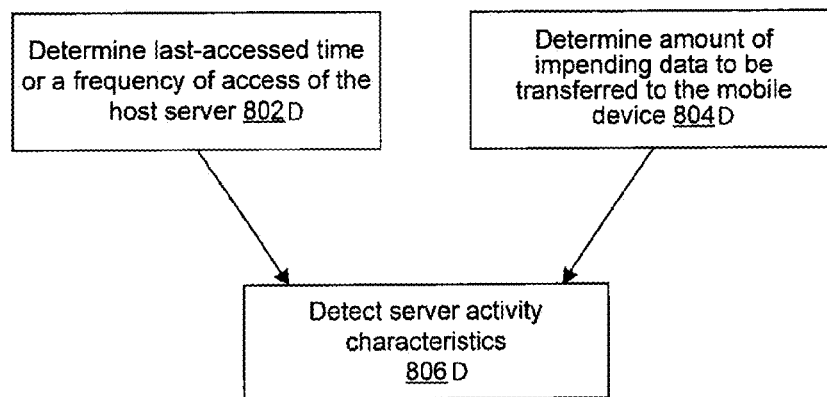 Determine last-accessed time
or a frequency of access of the
host server 802D
Determine amount of
impending data to be
transferred to the mobile
device 804D
Detect server activity
characteristics
806D